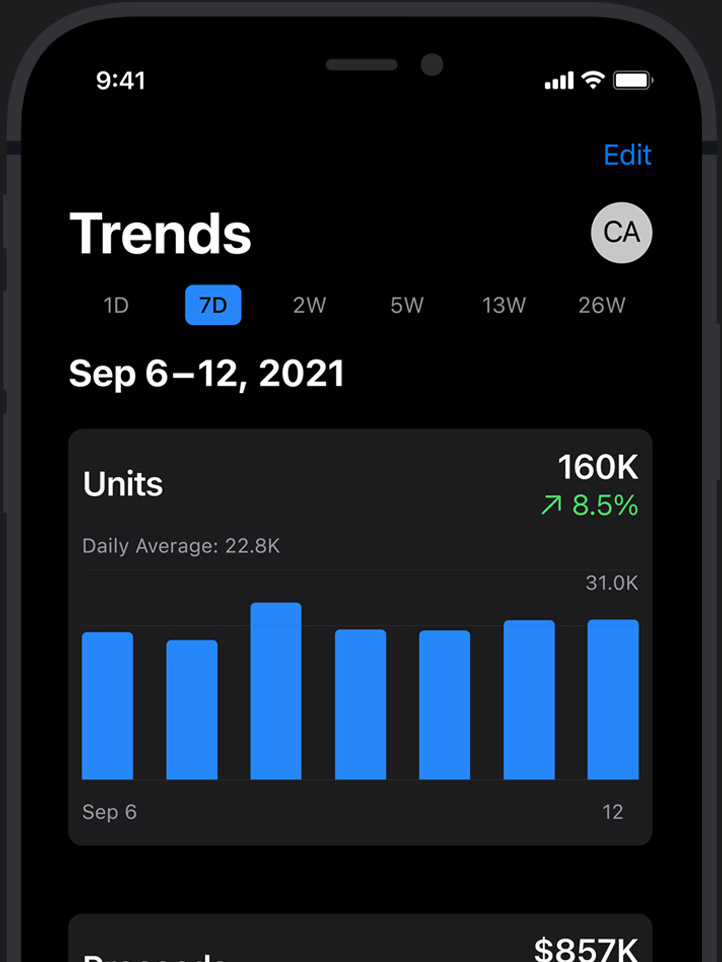 9:41
Edit
Trends
CA
1D 7D 2W 5W 13W 26W
Sep 6–12, 2021
Units
160K
↗ 8.5%
Daily Average: 22.8K
31.0K
Sep 6 12
Proceeds $857K